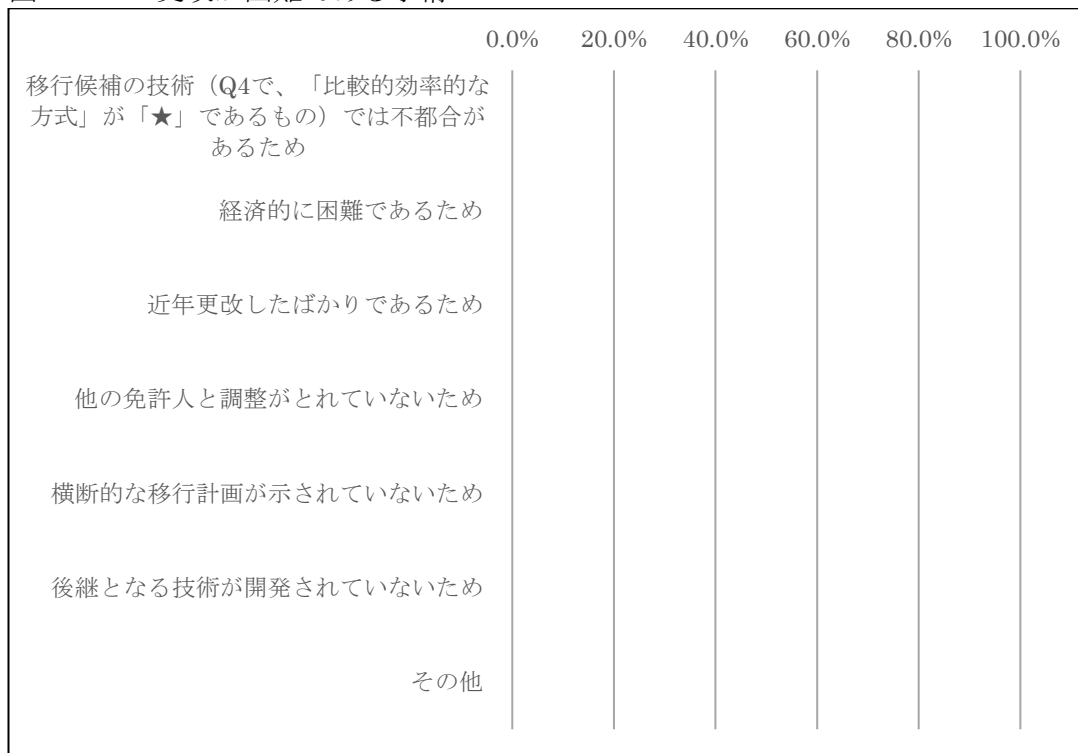 0.0% 20.0% 40.0% 60.0% 80.0% 100.0%
移行候補の技術（Q4で、「比較的効率的な
方式」が「★」であるもの）では不都合が
あるため
経済的に困難であるため
近年更改したばかりであるため
他の免許人と調整がとれていないため
横断的な移行計画が示されていないため
後継となる技術が開発されていないため
その他